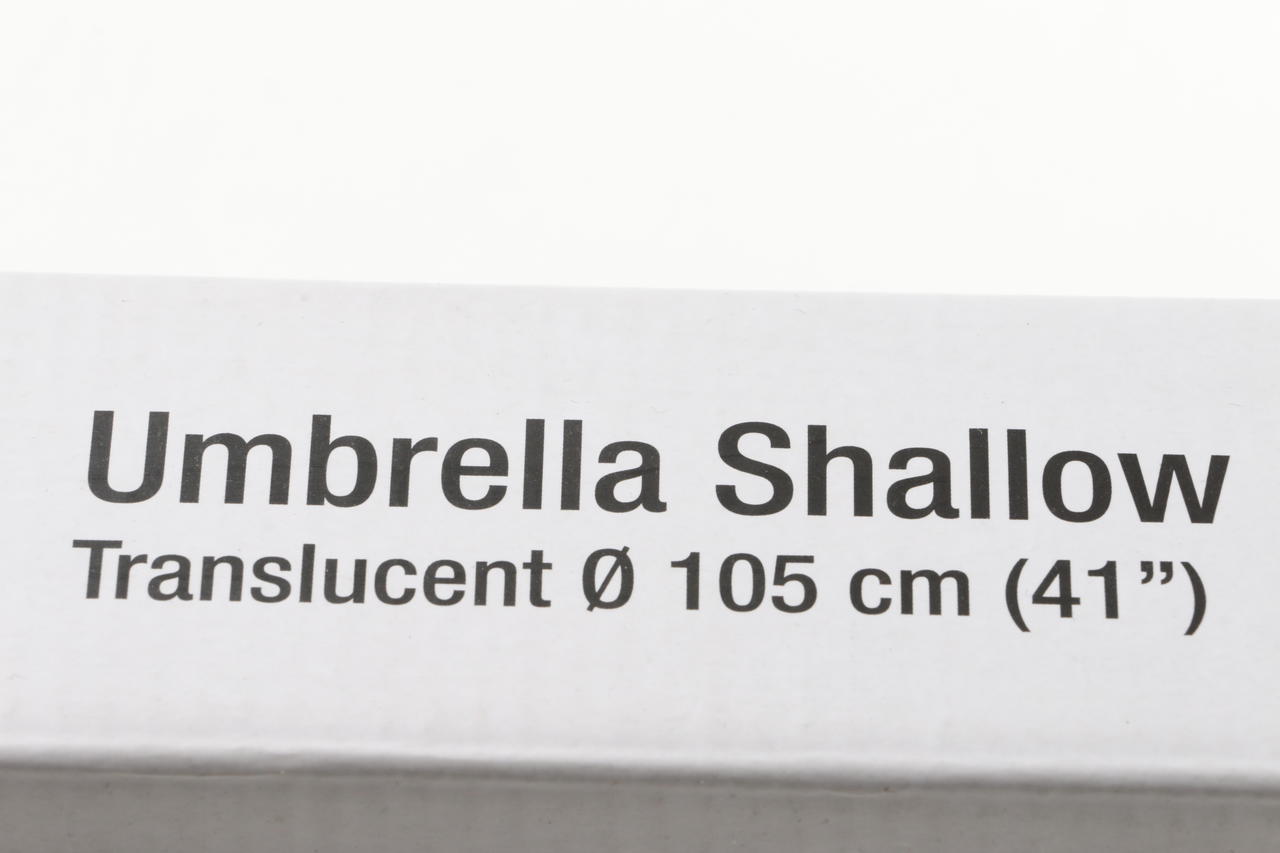 Umbrella Shallow
Translucent Ø 105 cm (41”)